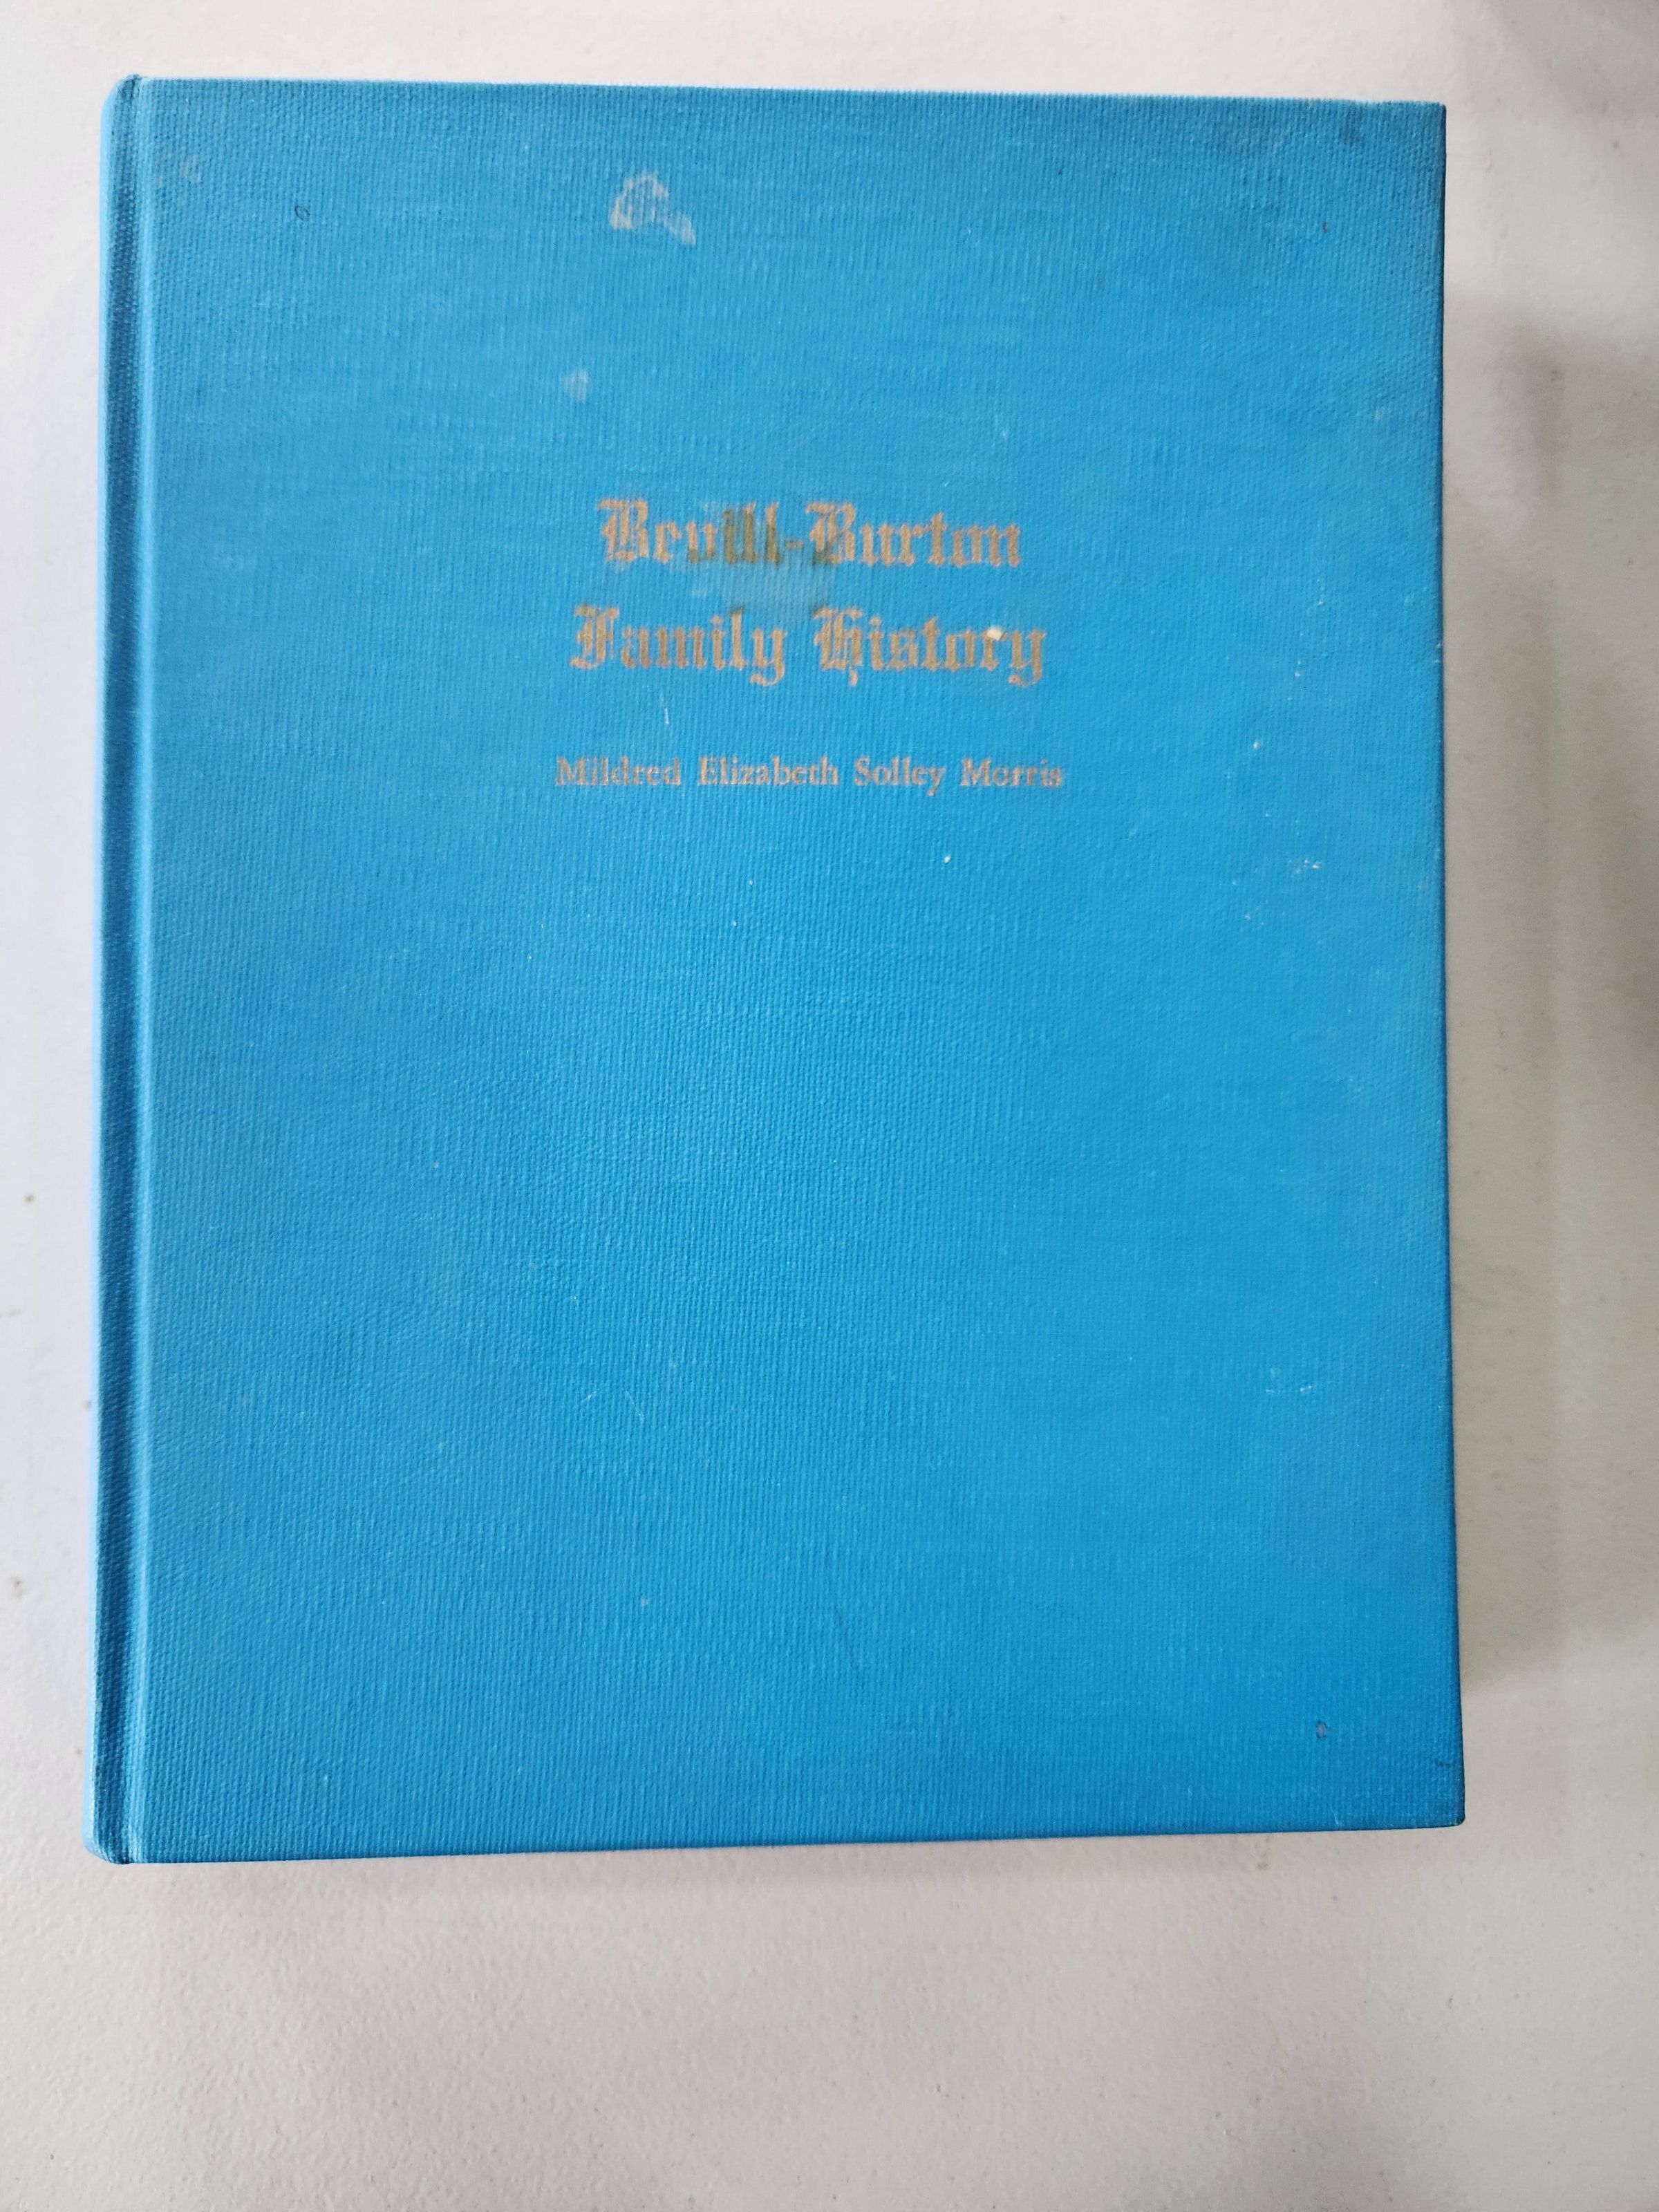 Bevill-Burton
Family History
Mildred Elizabeth Solley Morris